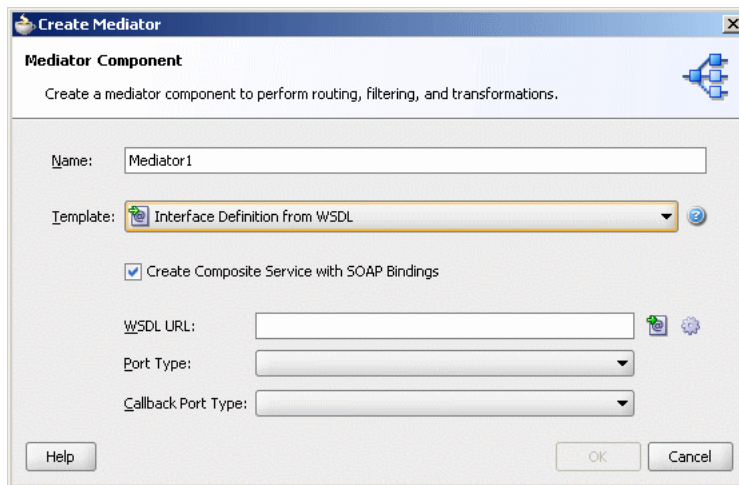 Create Mediator
Mediator Component
Create a mediator component to perform routing, filtering, and transformations.
Name: Mediator1
Template: Interface Definition from WSDL
Create Composite Service with SOAP Bindings
WSDL URL:
Port Type:
Callback Port Type:
Help OK Cancel